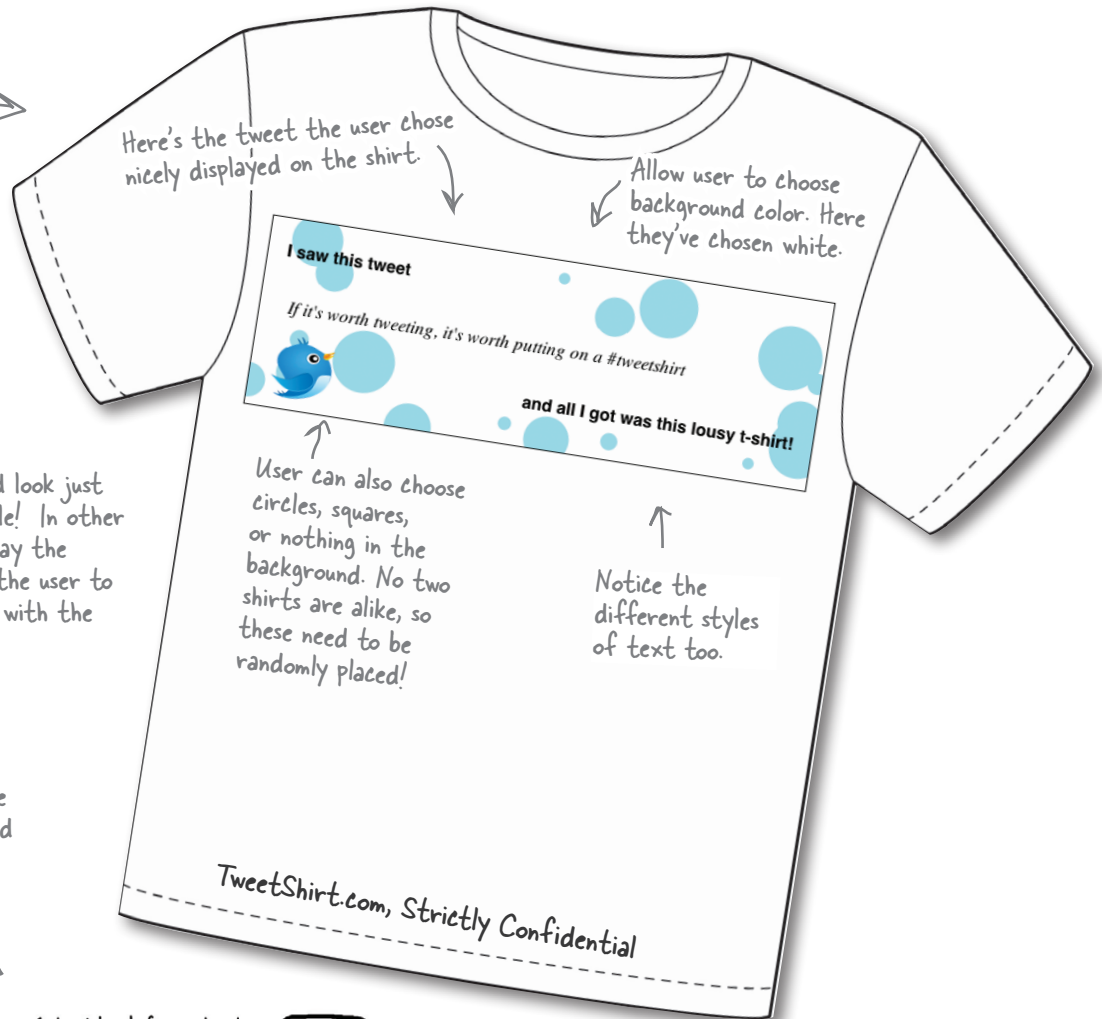 Here's the tweet the user chose
nicely displayed on the shirt.
Allow user to choose
background color. Here
they've chosen white.
I saw this tweet
If it's worth tweeting, it's worth putting on a #tweetshirt
and all I got was this lousy t-shirt!
User can also choose
circles, squares,
or nothing in the
background. No two
shirts are alike, so
these need to be
randomly placed!
Notice the
different styles
of text too.
look just
In other
the
the user to
with the
TweetShirt.com, Strictly Confidential